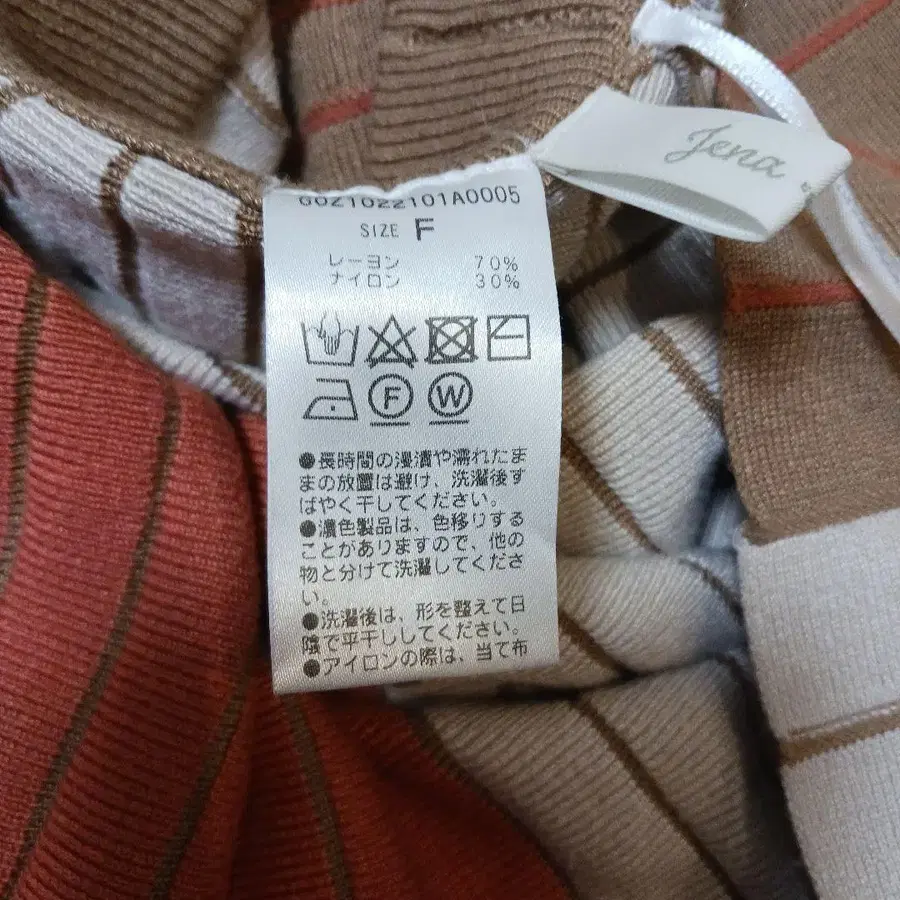 Jena
60Z1022101A0005
SIZE F
レーヨン 70%
ナイロン 30%
F W
●長時間の浸漬や濡れたま
まの放置は避け、洗濯後す
ばやく干してください。
●濃色製品は、色移りする
ことがありますので、他の
物と分けて洗濯してくださ
い。
●洗濯後は、形を整えて日
陰で平干ししてください。
●アイロンの際は、当て布